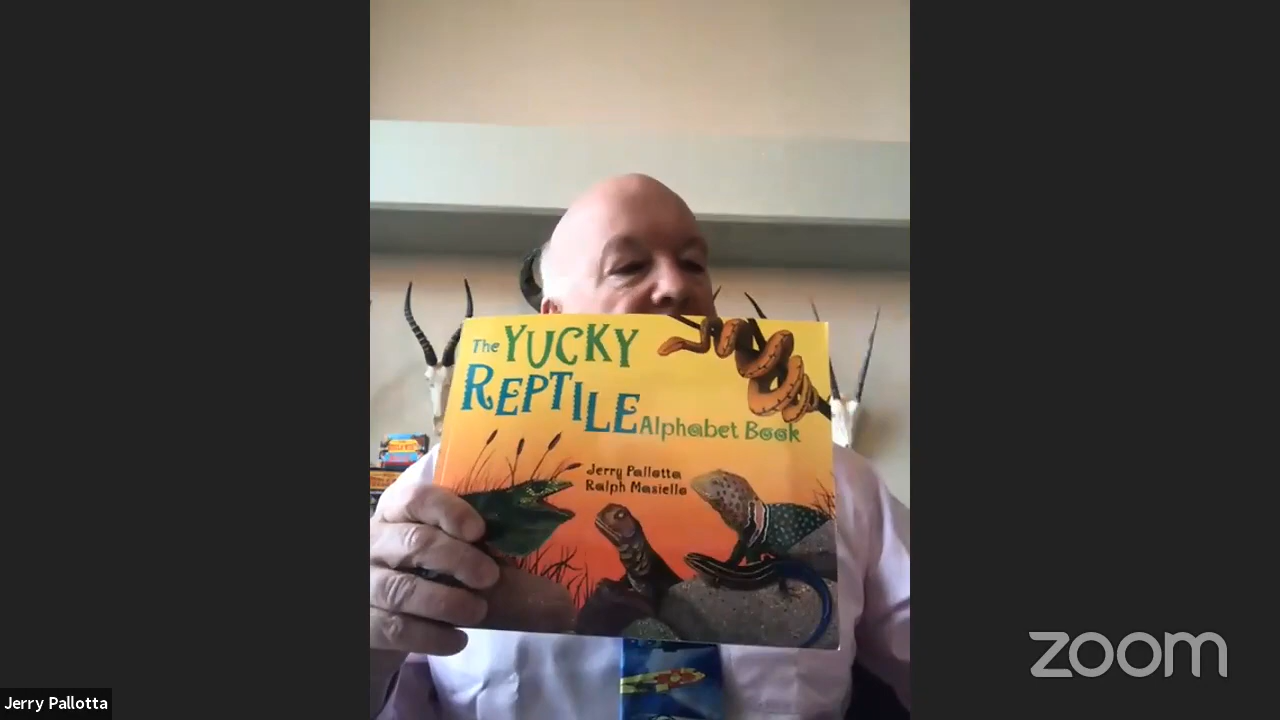 The YUCKY
REPTILE
Alphabet Book
Jerry Pallotta
Ralph Masiello
zoom
Jerry Pallotta